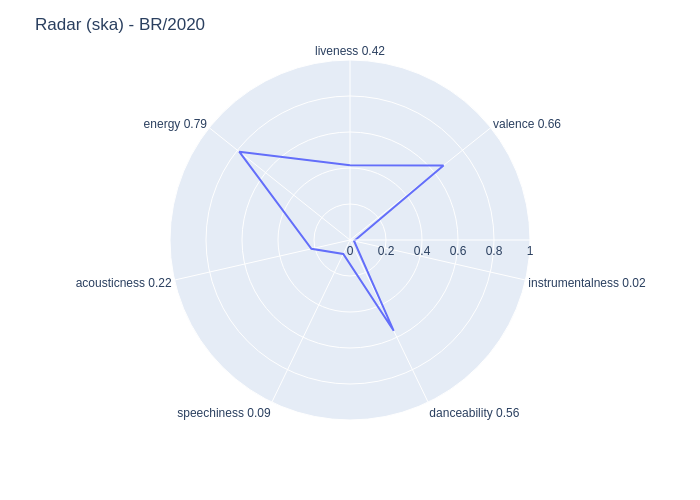 Radar (ska) - BR/2020
liveness 0.42
energy 0.79
valence 0.66
0 0.2 0.4 0.6 0.8 1
acousticness 0.22
instrumentalness 0.02
speechiness 0.09
danceability 0.56